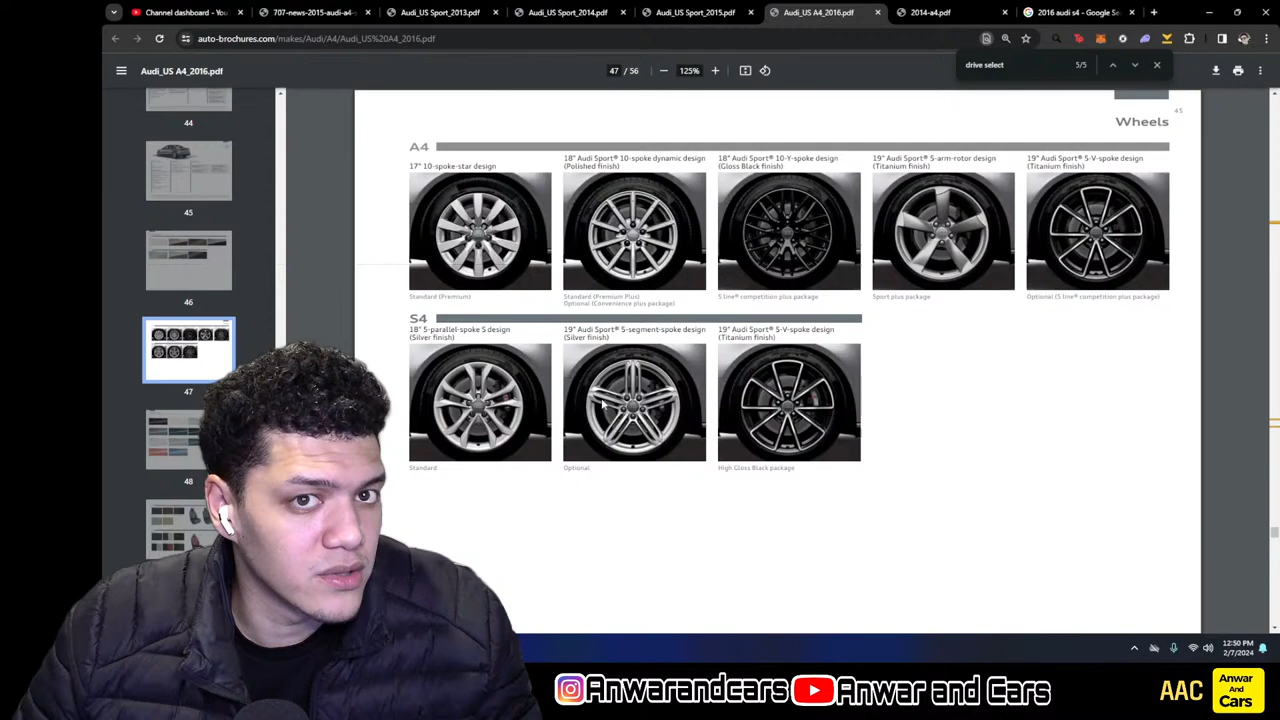 Channel dashboard - Yo
707-news-2015-audi-a4-s
Audi_US Sport_2013.pdf
Audi_US Sport_2014.pdf
Audi_US Sport_2015.pdf
Audi_US A4_2016.pdf
2014-a4.pdf
2016 audi s4 - Google Se
auto-brochures.com/makes/Audi/A4/Audi_US%20A4_2016.pdf
drive select
5/5
Audi_US A4_2016.pdf
47 / 56
125%
44
45
46
47
48
45
Wheels
A4
17" 10-spoke-star design
18" Audi Sport® 10-spoke dynamic design
(Polished finish)
18" Audi Sport® 10-Y-spoke design
(Gloss Black finish)
19" Audi Sport® 5-arm-rotor design
(Titanium finish)
19" Audi Sport® 5-V-spoke design
(Titanium finish)
Standard (Premium)
Standard (Premium Plus)
Optional (Convenience plus package)
S line® competition plus package
Sport plus package
Optional (S line® competition plus package)
S4
18" 5-parallel-spoke S design
(Silver finish)
19" Audi Sport® 5-segment-spoke design
(Silver finish)
19" Audi Sport® 5-V-spoke design
(Titanium finish)
Standard
Optional
High Gloss Black package
12:50 PM
2/7/2024
Anwarandcars
Anwar and Cars
AAC
Anwar
and
Cars